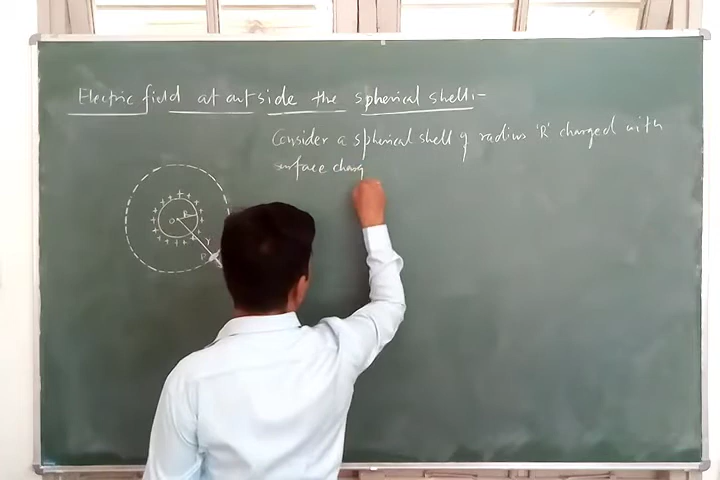 Electric field at outside the spherical shell:-
Consider a spherical shell of radius 'R' charged with
surface charg
+ + + + + + + + + + + + + +
R
O
r
P